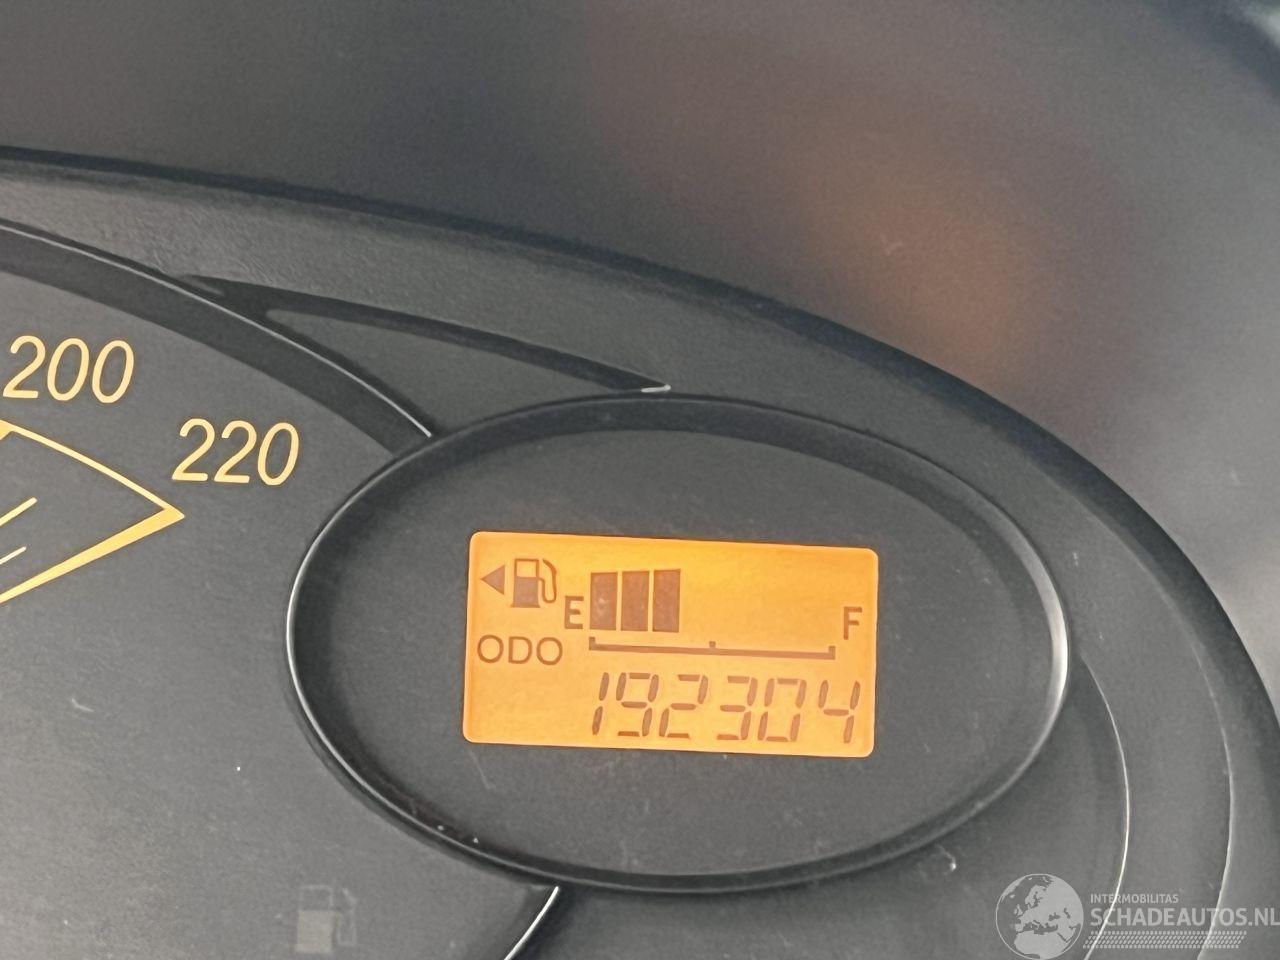 200
220
E
F
ODO
192304
INTERMOBILITAS
SCHADEAUTOS.NL